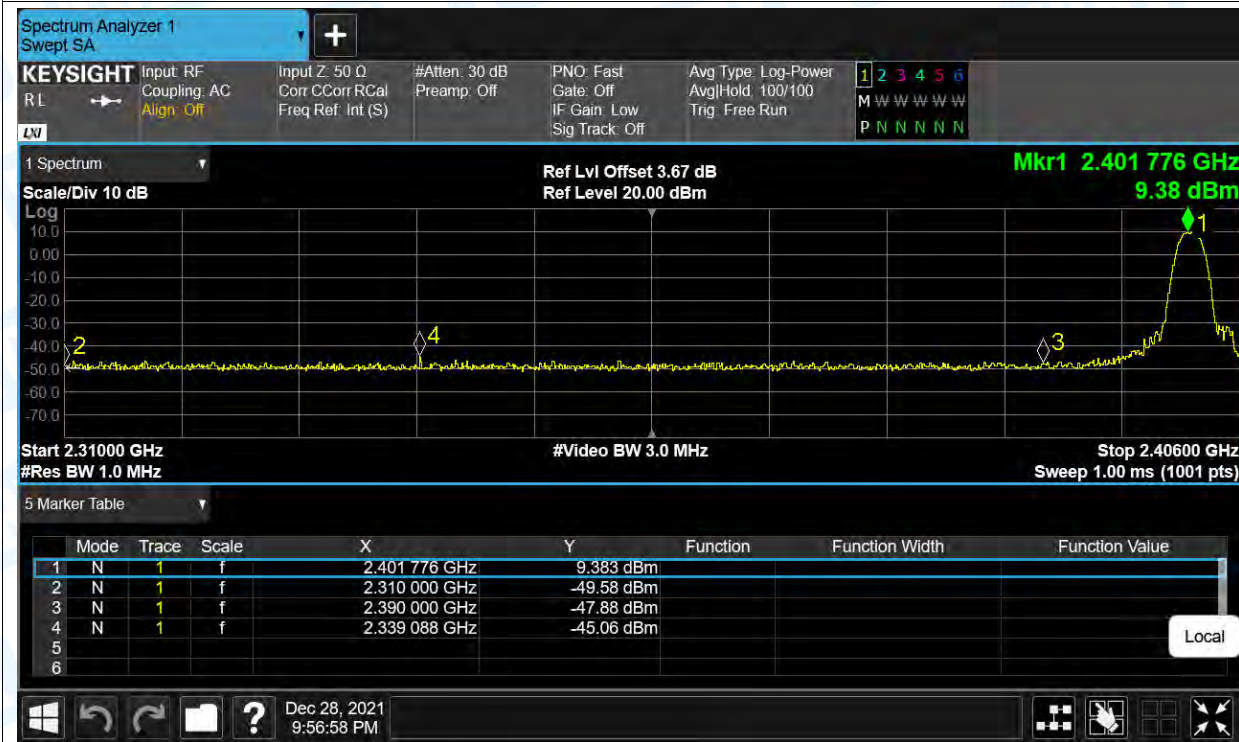 Spectrum Analyzer 1
Swept SA
+
KEYSIGHT Input: RF Input Z: 50 Ω #Atten: 30 dB PNO: Fast Avg Type: Log-Power 1 2 3 4 5 6
RL Coupling: AC Corr CCorr RCal Preamp: Off Gate: Off Avg|Hold: 100/100 M W W W W W
Align: Off Freq Ref: Int (S) IF Gain: Low Trig: Free Run
LXI Sig Track: Off P N N N N N
1 Spectrum
Ref Lvl Offset 3.67 dB Mkr1 2.401 776 GHz
Scale/Div 10 dB Ref Level 20.00 dBm 9.38 dBm
Log
1
10.0
0.00
-10.0
-20.0
-30.0
4
3
-40.0 2
-50.0
-60.0
-70.0
Start 2.31000 GHz #Video BW 3.0 MHz Stop 2.40600 GHz
#Res BW 1.0 MHz Sweep 1.00 ms (1001 pts)
5 Marker Table
Mode Trace Scale X Y Function Function Width Function Value
1 N 1 f 2.401 776 GHz 9.383 dBm
2 N 1 f 2.310 000 GHz -49.58 dBm
3 N 1 f 2.390 000 GHz -47.88 dBm
4 N 1 f 2.339 088 GHz -45.06 dBm
5
6
Local
? Dec 28, 2021
9:56:58 PM